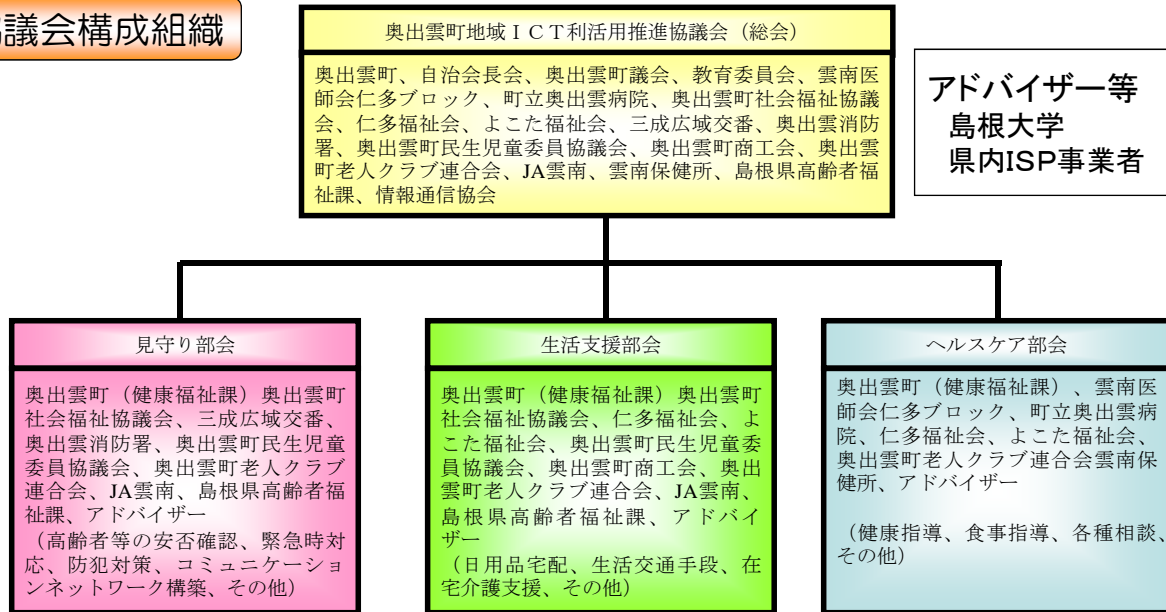 議会構成組織
奥出雲町地域ＩＣＴ利活用推進協議会（総会）
奥出雲町、自治会長会、奥出雲町議会、教育委員会、雲南医
師会仁多ブロック、町立奥出雲病院、奥出雲町社会福祉協議
会、仁多福祉会、よこた福祉会、三成広域交番、奥出雲消防
署、奥出雲町民生児童委員協議会、奥出雲町商工会、奥出雲
町老人クラブ連合会、JA雲南、雲南保健所、島根県高齢者福
祉課、情報通信協会
アドバイザー等
島根大学
県内ISP事業者
見守り部会
奥出雲町（健康福祉課）奥出雲町
社会福祉協議会、三成広域交番、
奥出雲消防署、奥出雲町民生児童
委員協議会、奥出雲町老人クラブ
連合会、JA雲南、島根県高齢者福
祉課、アドバイザー
（高齢者等の安否確認、緊急時対
応、防犯対策、コミュニケーショ
ンネットワーク構築、その他）
生活支援部会
奥出雲町（健康福祉課）奥出雲町
社会福祉協議会、仁多福祉会、よ
こた福祉会、奥出雲町民生児童委
員協議会、奥出雲町商工会、奥出
雲町老人クラブ連合会、JA雲南、
島根県高齢者福祉課、アドバイ
ザー
（日用品宅配、生活交通手段、在
宅介護支援、その他）
ヘルスケア部会
奥出雲町（健康福祉課）、雲南医
師会仁多ブロック、町立奥出雲病
院、仁多福祉会、よこた福祉会、
奥出雲町老人クラブ連合会雲南保
健所、アドバイザー
（健康指導、食事指導、各種相談、
その他）